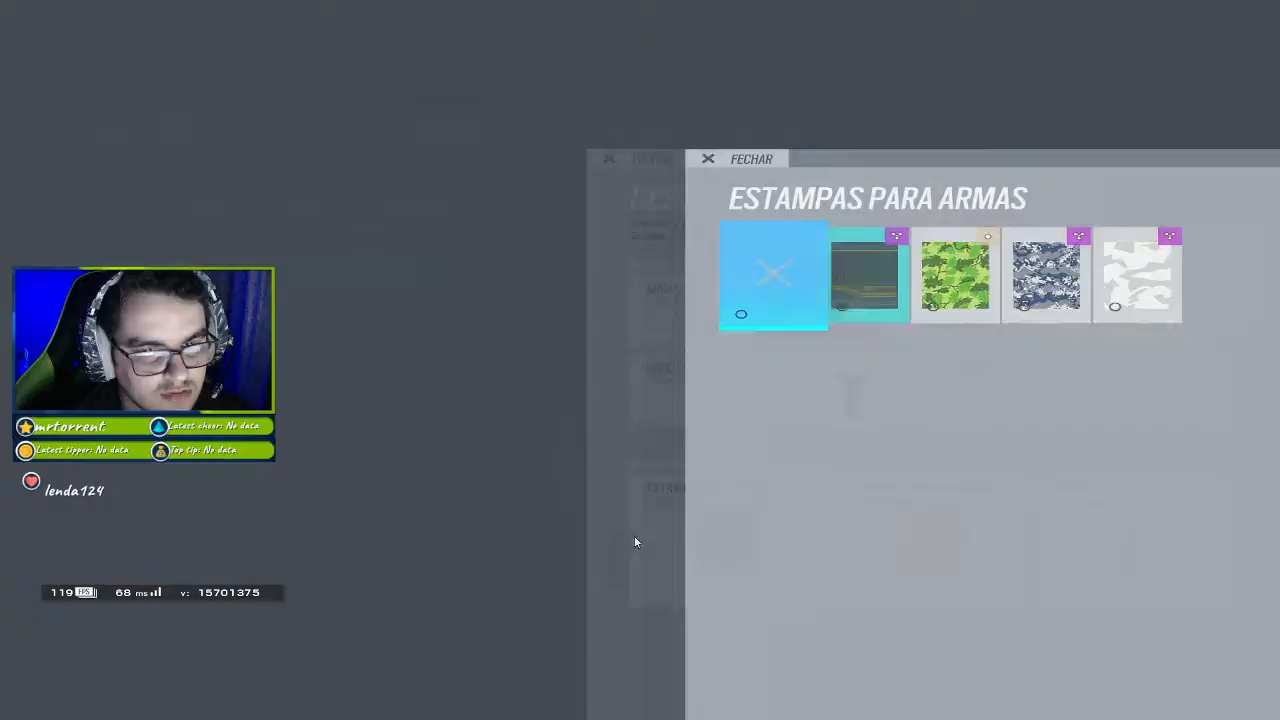 FECHAR
ESTAMPAS PARA ARMAS
mrtorrent
Latest cheer: No data
Latest tipper: No data
Top tip: No data
lenda124
119 FPS 68 ms v: 15701375